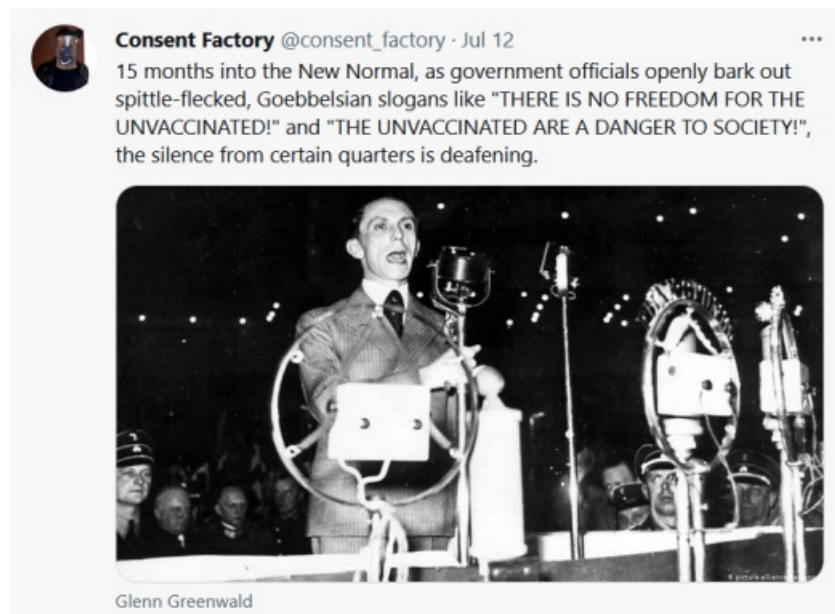 Consent Factory @consent_factory · Jul 12
15 months into the New Normal, as government officials openly bark out
spittle-flecked, Goebbelsian slogans like "THERE IS NO FREEDOM FOR THE
UNVACCINATED!" and "THE UNVACCINATED ARE A DANGER TO SOCIETY!",
the silence from certain quarters is deafening.
Glenn Greenwald